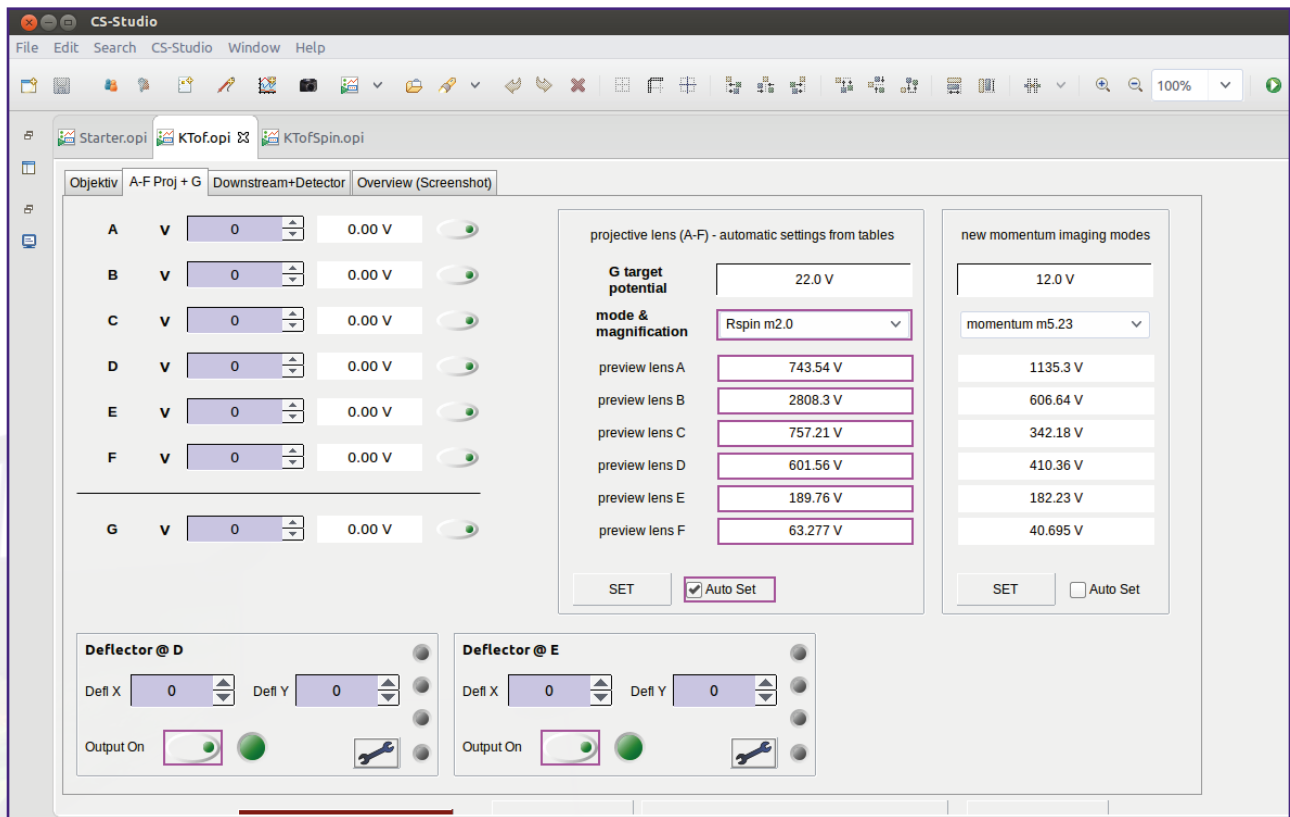 CS-Studio
File Edit Search CS-Studio Window Help
100%
Starter.opi KTof.opi KTofSpin.opi
Objektiv A-F Proj + G Downstream+Detector Overview (Screenshot)
A V 0 0.00 V
B V 0 0.00 V
C V 0 0.00 V
D V 0 0.00 V
E V 0 0.00 V
F V 0 0.00 V
G V 0 0.00 V
projective lens (A-F) - automatic settings from tables
G target potential 22.0 V
mode & magnification Rspin m2.0
preview lens A 743.54 V
preview lens B 2808.3 V
preview lens C 757.21 V
preview lens D 601.56 V
preview lens E 189.76 V
preview lens F 63.277 V
SET Auto Set
new momentum imaging modes
12.0 V
momentum m5.23
1135.3 V
606.64 V
342.18 V
410.36 V
182.23 V
40.695 V
SET Auto Set
Deflector @ D
Defl X 0 Defl Y 0
Output On
Deflector @ E
Defl X 0 Defl Y 0
Output On